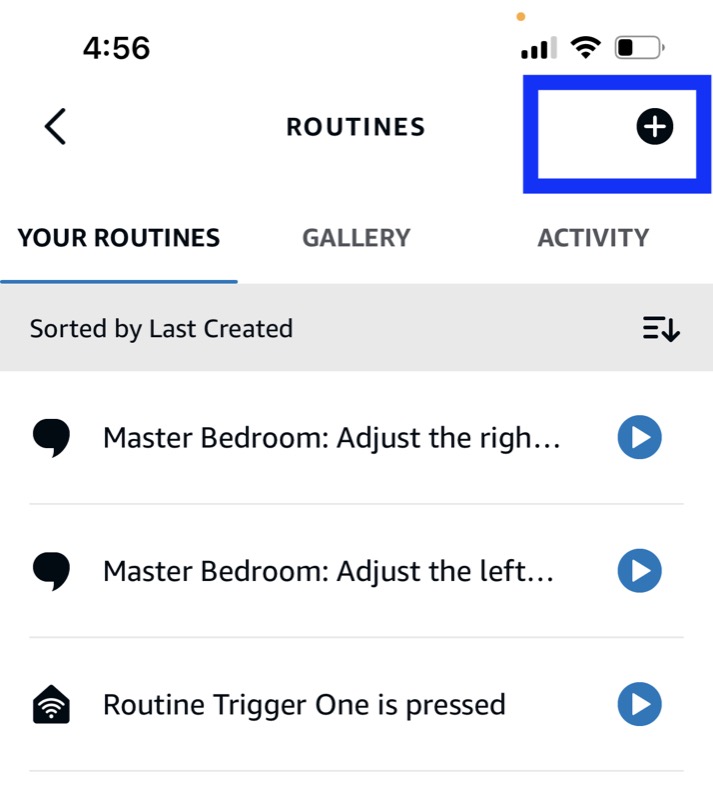 4:56
ROUTINES
YOUR ROUTINES GALLERY ACTIVITY
Sorted by Last Created
Master Bedroom: Adjust the righ...
Master Bedroom: Adjust the left...
Routine Trigger One is pressed